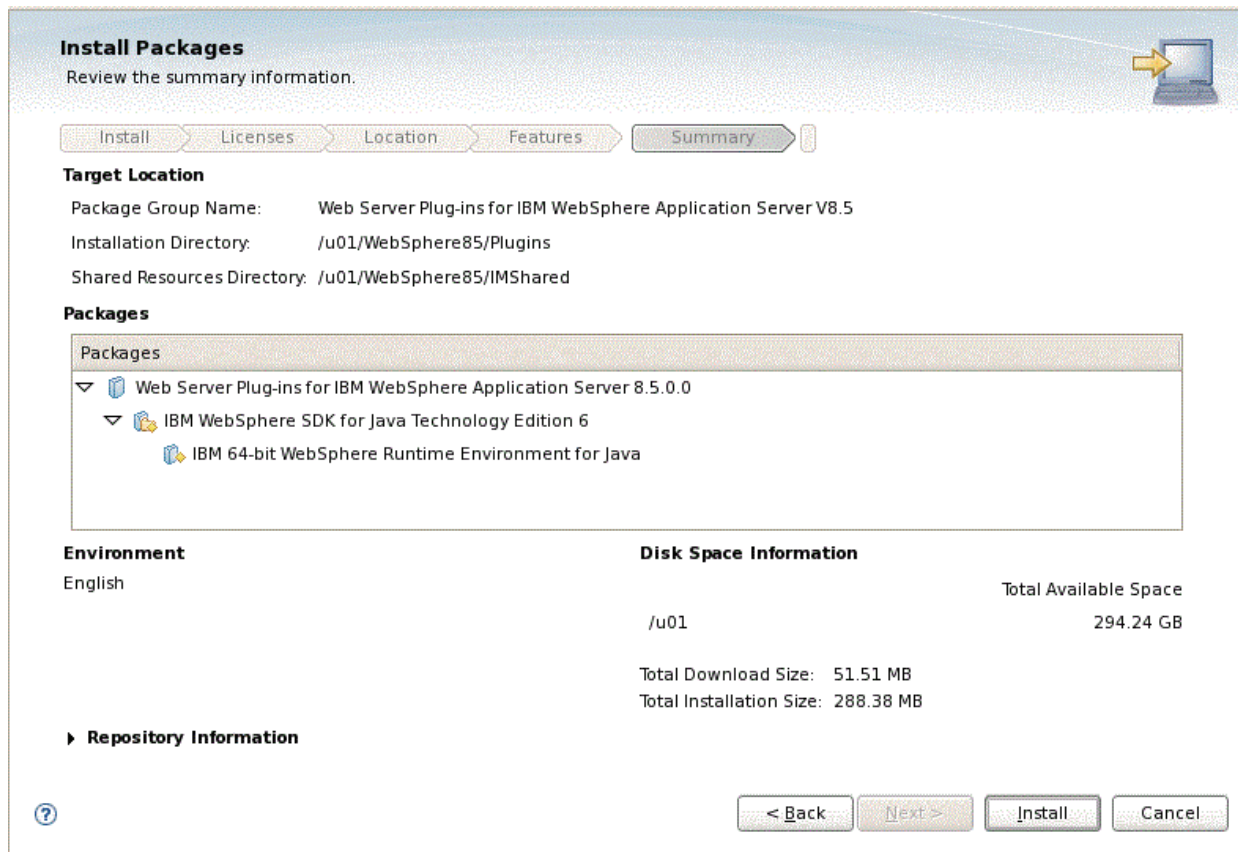 Install Packages
Review the summary information.
Install Licenses Location Features Summary
Target Location
Package Group Name: Web Server Plug-ins for IBM WebSphere Application Server V8.5
Installation Directory: /u01/WebSphere85/Plugins
Shared Resources Directory: /u01/WebSphere85/IMShared
Packages
Packages
Web Server Plug-ins for IBM WebSphere Application Server 8.5.0.0
IBM WebSphere SDK for Java Technology Edition 6
IBM 64-bit WebSphere Runtime Environment for Java
Environment
English
Disk Space Information
Total Available Space
/u01 294.24 GB
Total Download Size: 51.51 MB
Total Installation Size: 288.38 MB
Repository Information
? < Back Next > Install Cancel